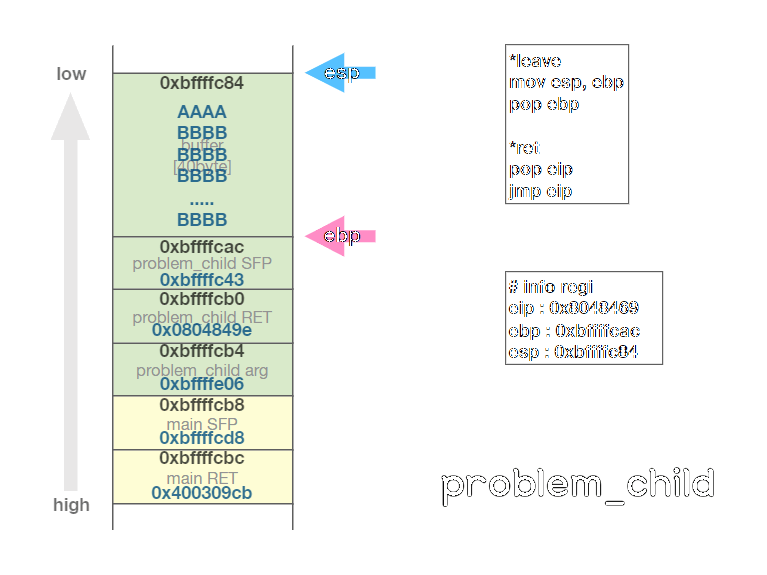 low
high
0xbffffc84
AAAA
BBBB
buffer
BBBB
[40byte]
BBBB
.....
BBBB
0xbffffcac
problem_child SFP
0xbffffc43
0xbffffcb0
problem_child RET
0x0804849e
0xbffffcb4
problem_child arg
0xbffffe06
0xbffffcb8
main SFP
0xbffffcd8
0xbffffcbc
main RET
0x400309cb
esp
ebp
*leave
mov esp, ebp
pop ebp
*ret
pop eip
jmp eip
# info regi
eip : 0x8048469
ebp : 0xbffffcac
esp : 0xbffffc84
problem_child